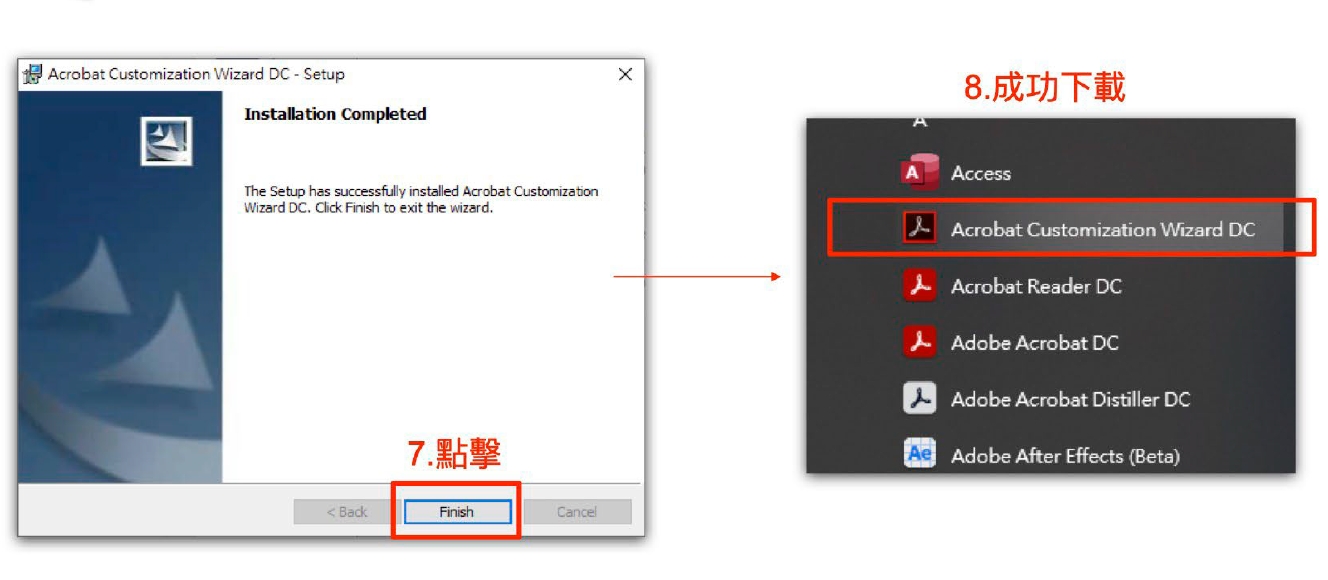 Acrobat Customization Wizard DC - Setup
Installation Completed
The Setup has successfully installed Acrobat Customization
Wizard DC. Click Finish to exit the wizard.
7.點擊
< Back
Finish
Cancel
8.成功下載
A
Access
Acrobat Customization Wizard DC
Acrobat Reader DC
Adobe Acrobat DC
Adobe Acrobat Distiller DC
Ae
Adobe After Effects (Beta)